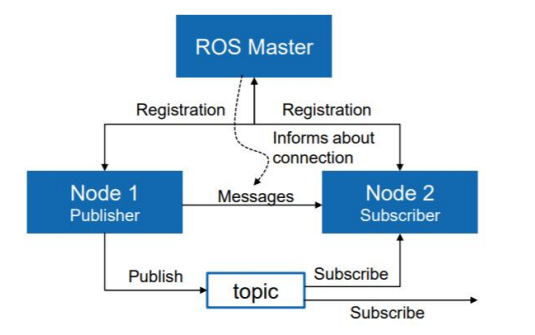 ROS Master
Registration
Registration
Informs about
connection
Node 1
Publisher
Messages
Node 2
Subscriber
Publish
topic
Subscribe
Subscribe